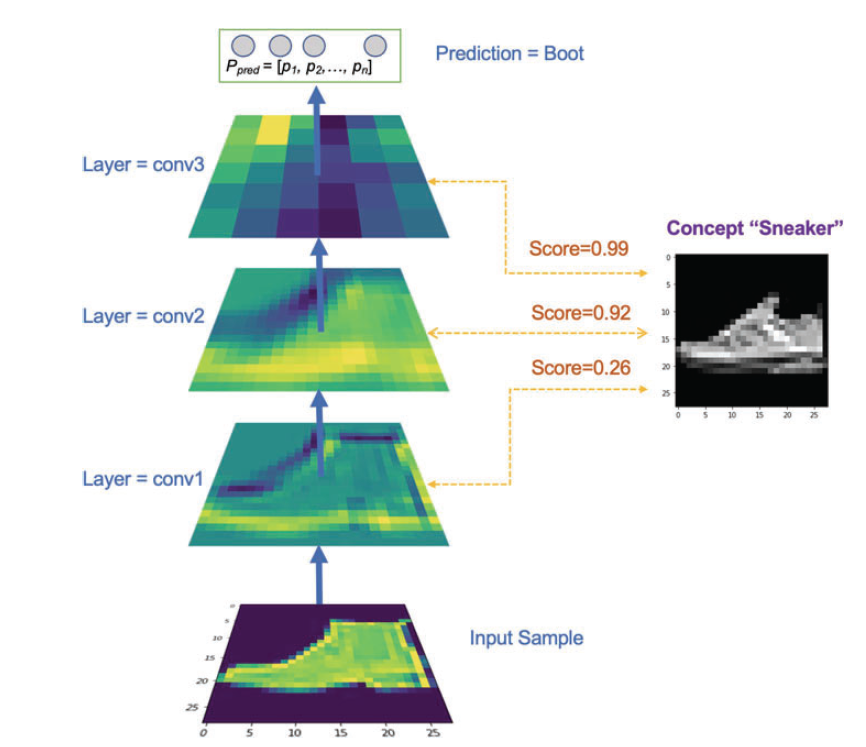 Prediction = Boot
Ppred = [p1, p2,…, pn]
Layer = conv3
Concept “Sneaker”
Score=0.99
Layer = conv2
Score=0.92
Score=0.26
0
5
10
15
20
25
0 5 10 15 20 25
Layer = conv1
Input Sample
0
5
10
15
20
25
0 5 10 15 20 25